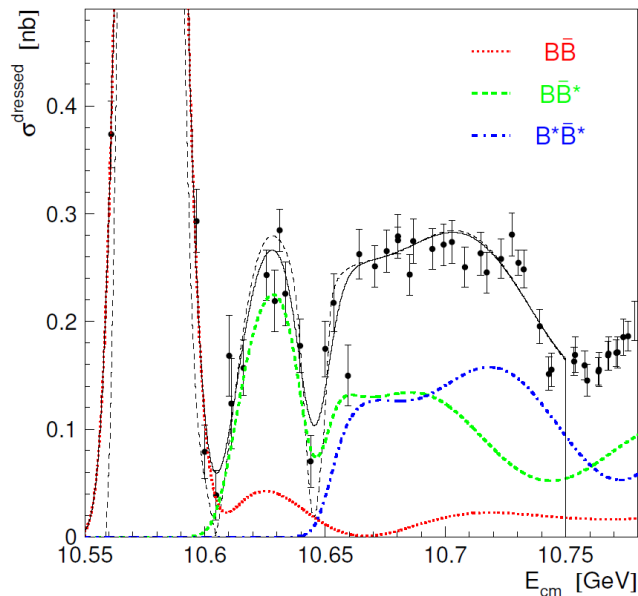 σ^dressed [nb]
0.4
0.3
0.2
0.1
0
BB̄
BB̄*
B*B̄*
10.55 10.6 10.65 10.7 10.75
E_cm [GeV]